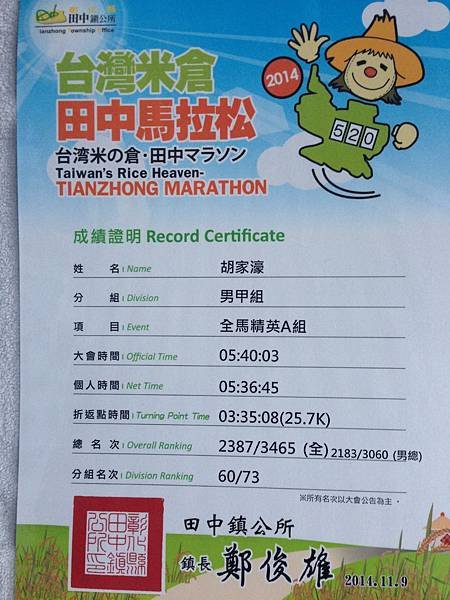 彰化縣
田中鎮公所
Tianzhong Township Office
台灣米倉
田中馬拉松
2014
520
台湾米の倉・田中マラソン
Taiwan's Rice Heaven-
TIANZHONG MARATHON
成績證明 Record Certificate
姓 名: Name 胡家濠
分 組: Division 男甲組
項 目: Event 全馬精英A組
大會時間: Official Time 05:40:03
個人時間: Net Time 05:36:45
折返點時間: Turning Point Time 03:35:08(25.7K)
總 名 次: Overall Ranking 2387/3465 (全) 2183/3060 (男總)
分組名次: Division Ranking 60/73
※所有名次以大會公告為主。
彰化縣田中鎮公所印
田中鎮公所
鎮長 鄭俊雄
2014.11.9